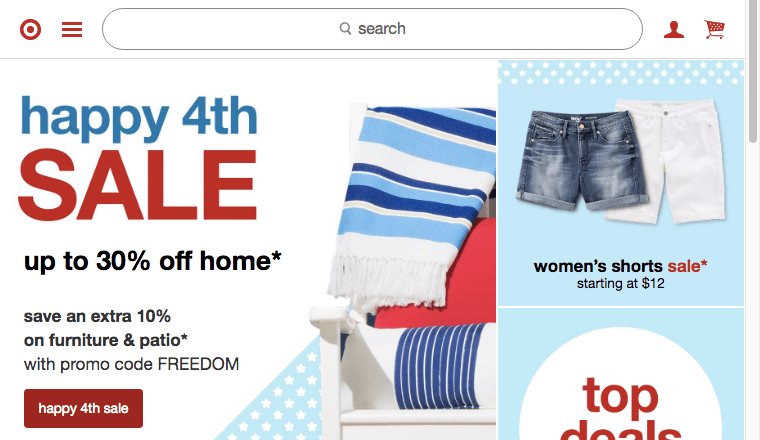 search
happy 4th
SALE
up to 30% off home*
save an extra 10%
on furniture & patio*
with promo code FREEDOM
happy 4th sale
women's shorts sale*
starting at $12
top
deals